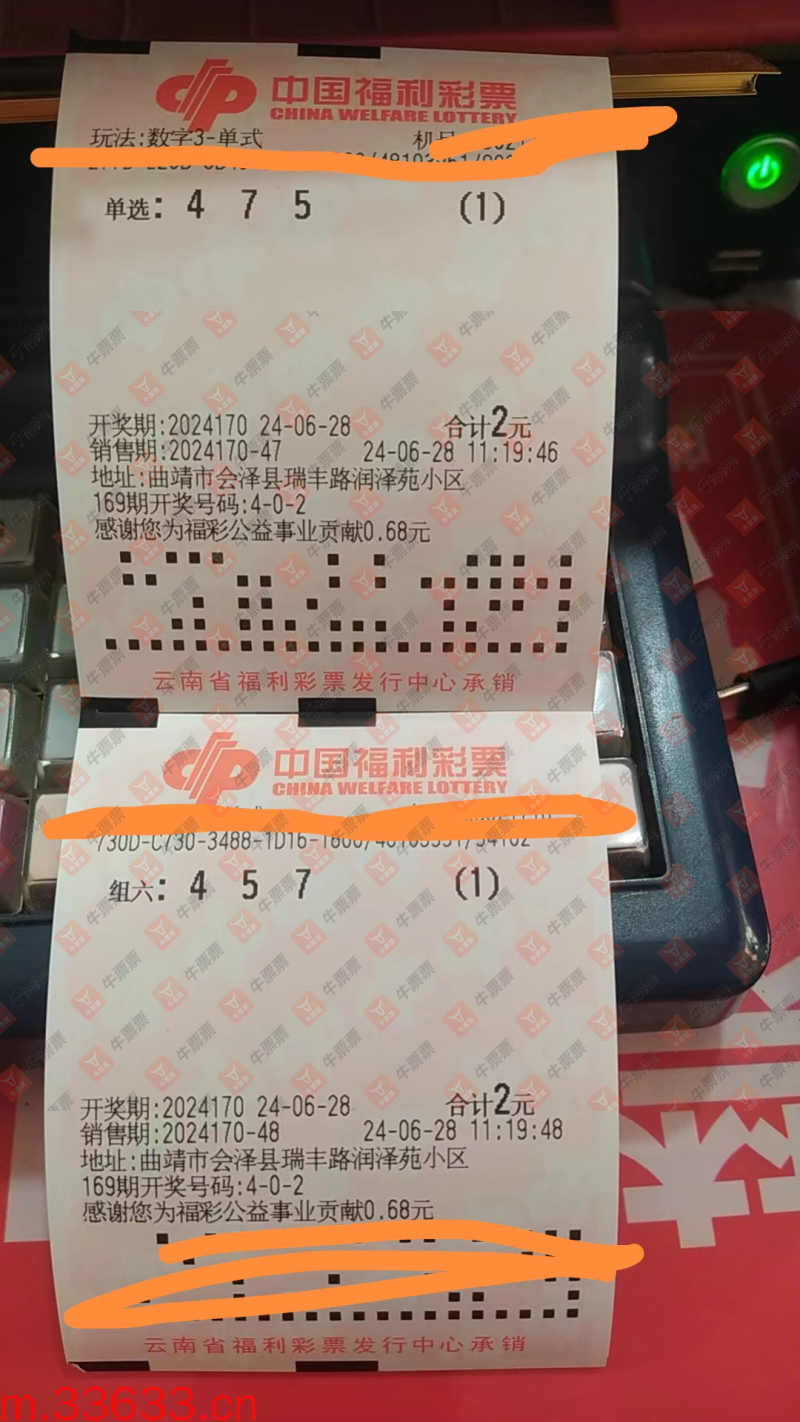 中国福利彩票
CHINA WELFARE LOTTERY
玩法:数字3-单式 机号
单选: 4 7 5 (1)
开奖期:2024170 24-06-28 合计2元
销售期:2024170-47 24-06-28 11:19:46
地址:曲靖市会泽县瑞丰路润泽苑小区
169期开奖号码:4-0-2
感谢您为福彩公益事业贡献0.68元
云南省福利彩票发行中心承销
中国福利彩票
CHINA WELFARE LOTTERY
730D-C730-3488-1D16-
组六: 4 5 7 (1)
开奖期:2024170 24-06-28 合计2元
销售期:2024170-48 24-06-28 11:19:48
地址:曲靖市会泽县瑞丰路润泽苑小区
169期开奖号码:4-0-2
感谢您为福彩公益事业贡献0.68元
云南省福利彩票发行中心承销
牛票票
m.33633.cn